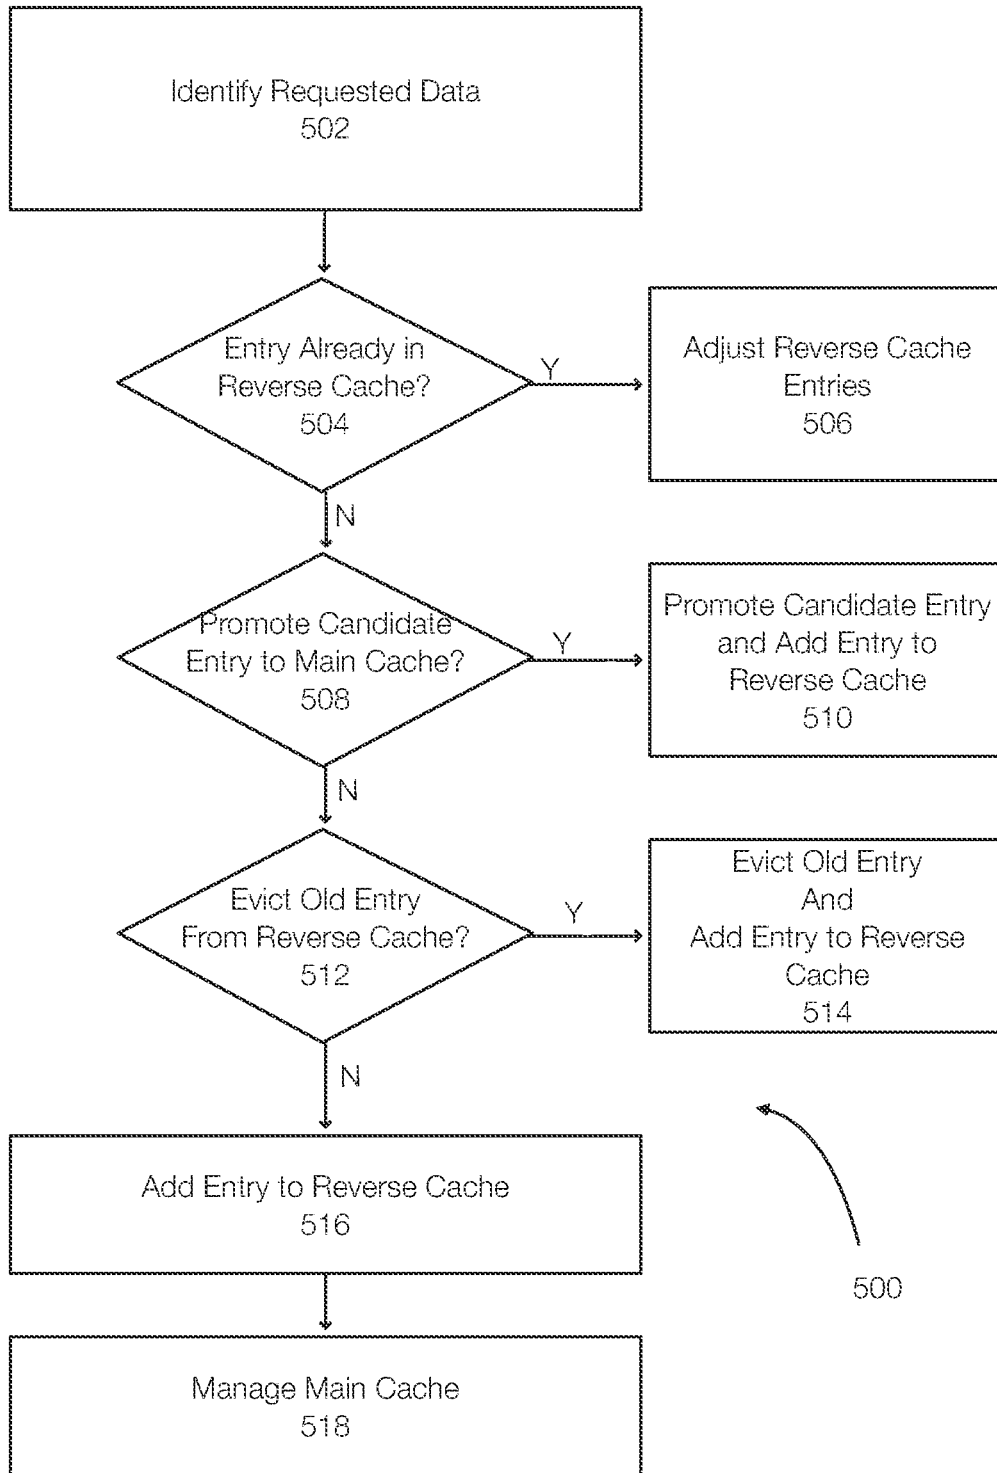 Identify Requested Data
502
Entry Already in
Reverse Cache?
504
Y
Adjust Reverse Cache
Entries
506
N
Promote Candidate
Entry to Main Cache?
508
Y
Promote Candidate Entry
and Add Entry to
Reverse Cache
510
N
Evict Old Entry
From Reverse Cache?
512
Y
Evict Old Entry
And
Add Entry to Reverse
Cache
514
N
Add Entry to Reverse Cache
516
500
Manage Main Cache
518